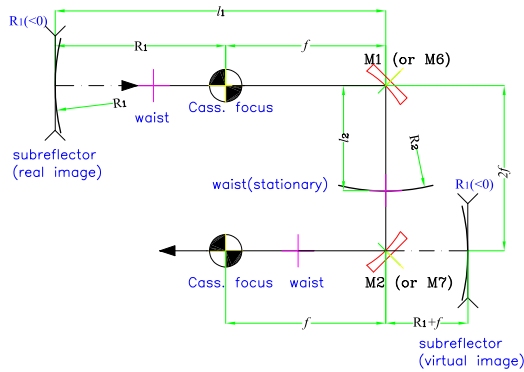 l1
R1(<0)
R1
f
M1 (or M6)
Cass. focus
R1
waist
subreflector
(real image)
l2
R2
waist(stationary)
R1(<0)
f2
Cass. focus
waist
M2 (or M7)
f
R1+f
subreflector
(virtual image)